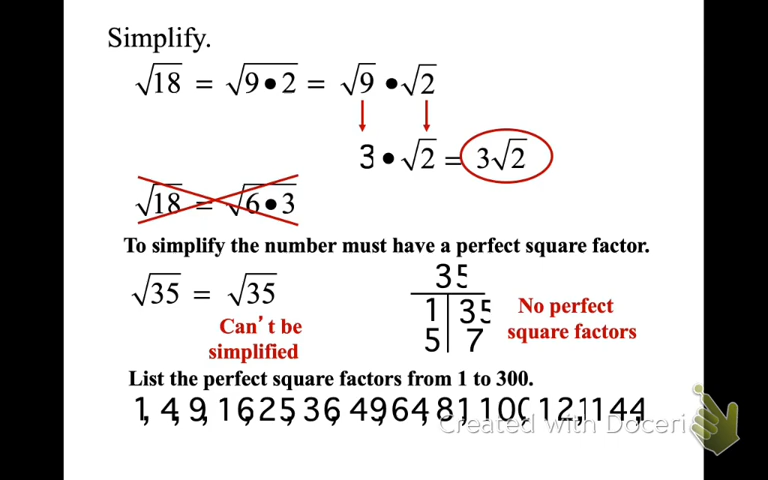 Simplify.
√18 = √9•2 = √9 •√2
3 • √2 = 3√2
√18 = √6•3
To simplify the number must have a perfect square factor.
√35 = √35
35
1 35
5 7
Can't be
simplified
No perfect
square factors
List the perfect square factors from 1 to 300.
1, 4, 9, 16, 25, 36, 49, 64, 81, 100, 121, 144,
Created with Doceri